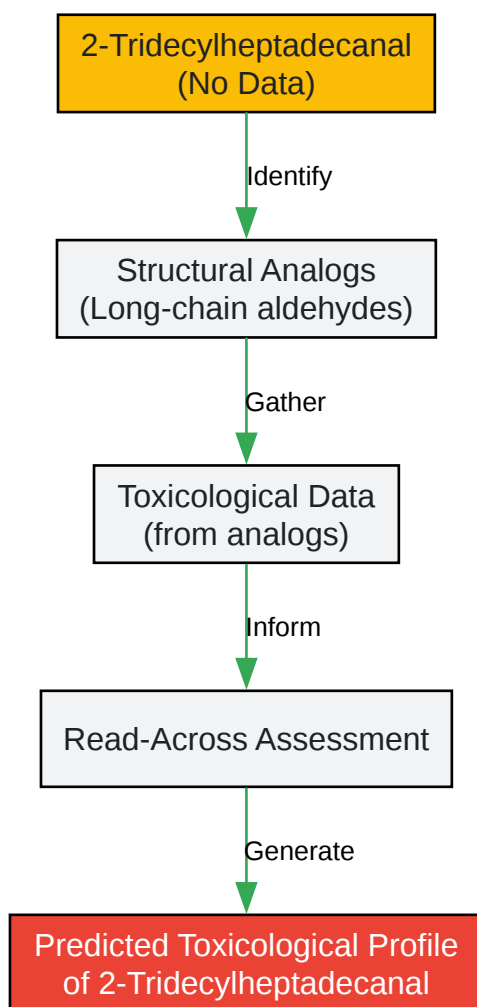 2-Tridecylheptadecanal
(No Data)
Identify
Structural Analogs
(Long-chain aldehydes)
Gather
Toxicological Data
(from analogs)
Inform
Read-Across Assessment
Generate
Predicted Toxicological Profile
of 2-Tridecylheptadecanal